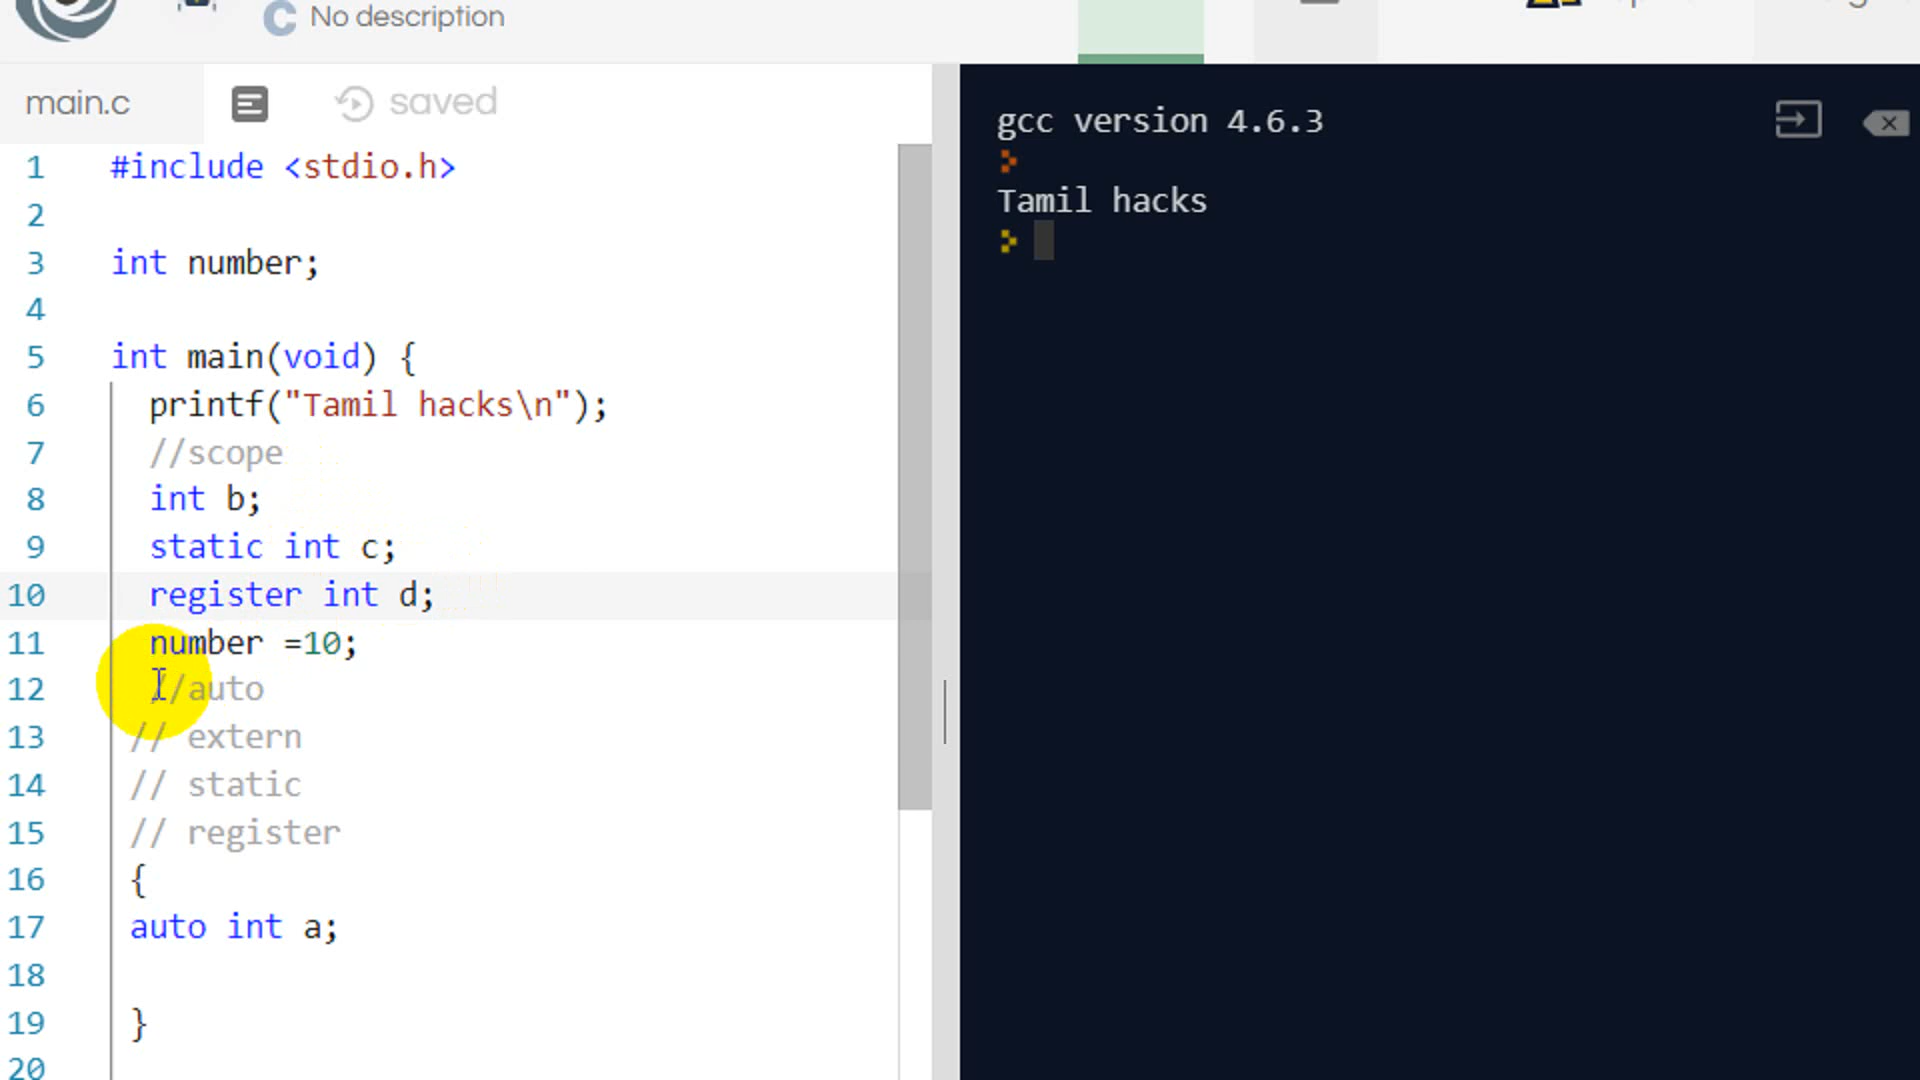 No description
main.c
saved
1 #include <stdio.h>
2
3 int number;
4
5 int main(void) {
6 printf("Tamil hacks\n");
7 //scope
8 int b;
9 static int c;
10 register int d;
11 number =10;
12 //auto
13 // extern
14 // static
15 // register
16 {
17 auto int a;
18
19 }
20
gcc version 4.6.3
Tamil hacks